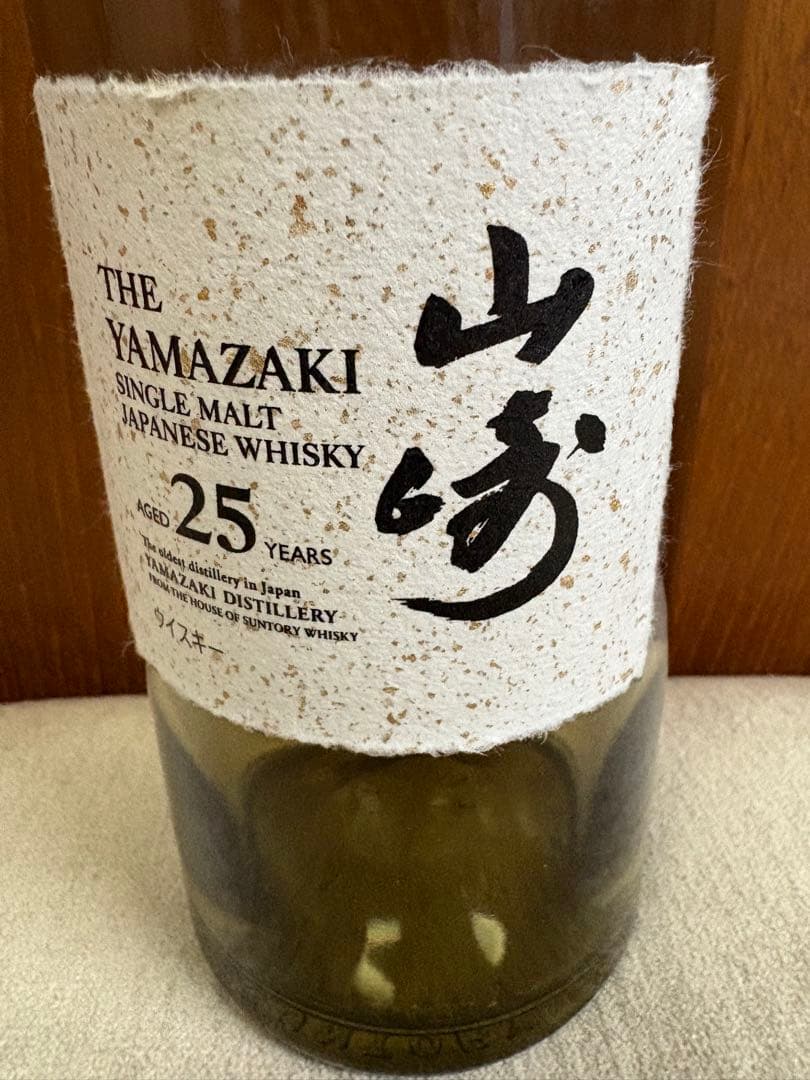 THE
YAMAZAKI
SINGLE MALT
JAPANESE WHISKY
AGED 25 YEARS
The oldest distillery in Japan
YAMAZAKI DISTILLERY
FROM THE HOUSE OF SUNTORY WHISKY
ウイスキー
山崎